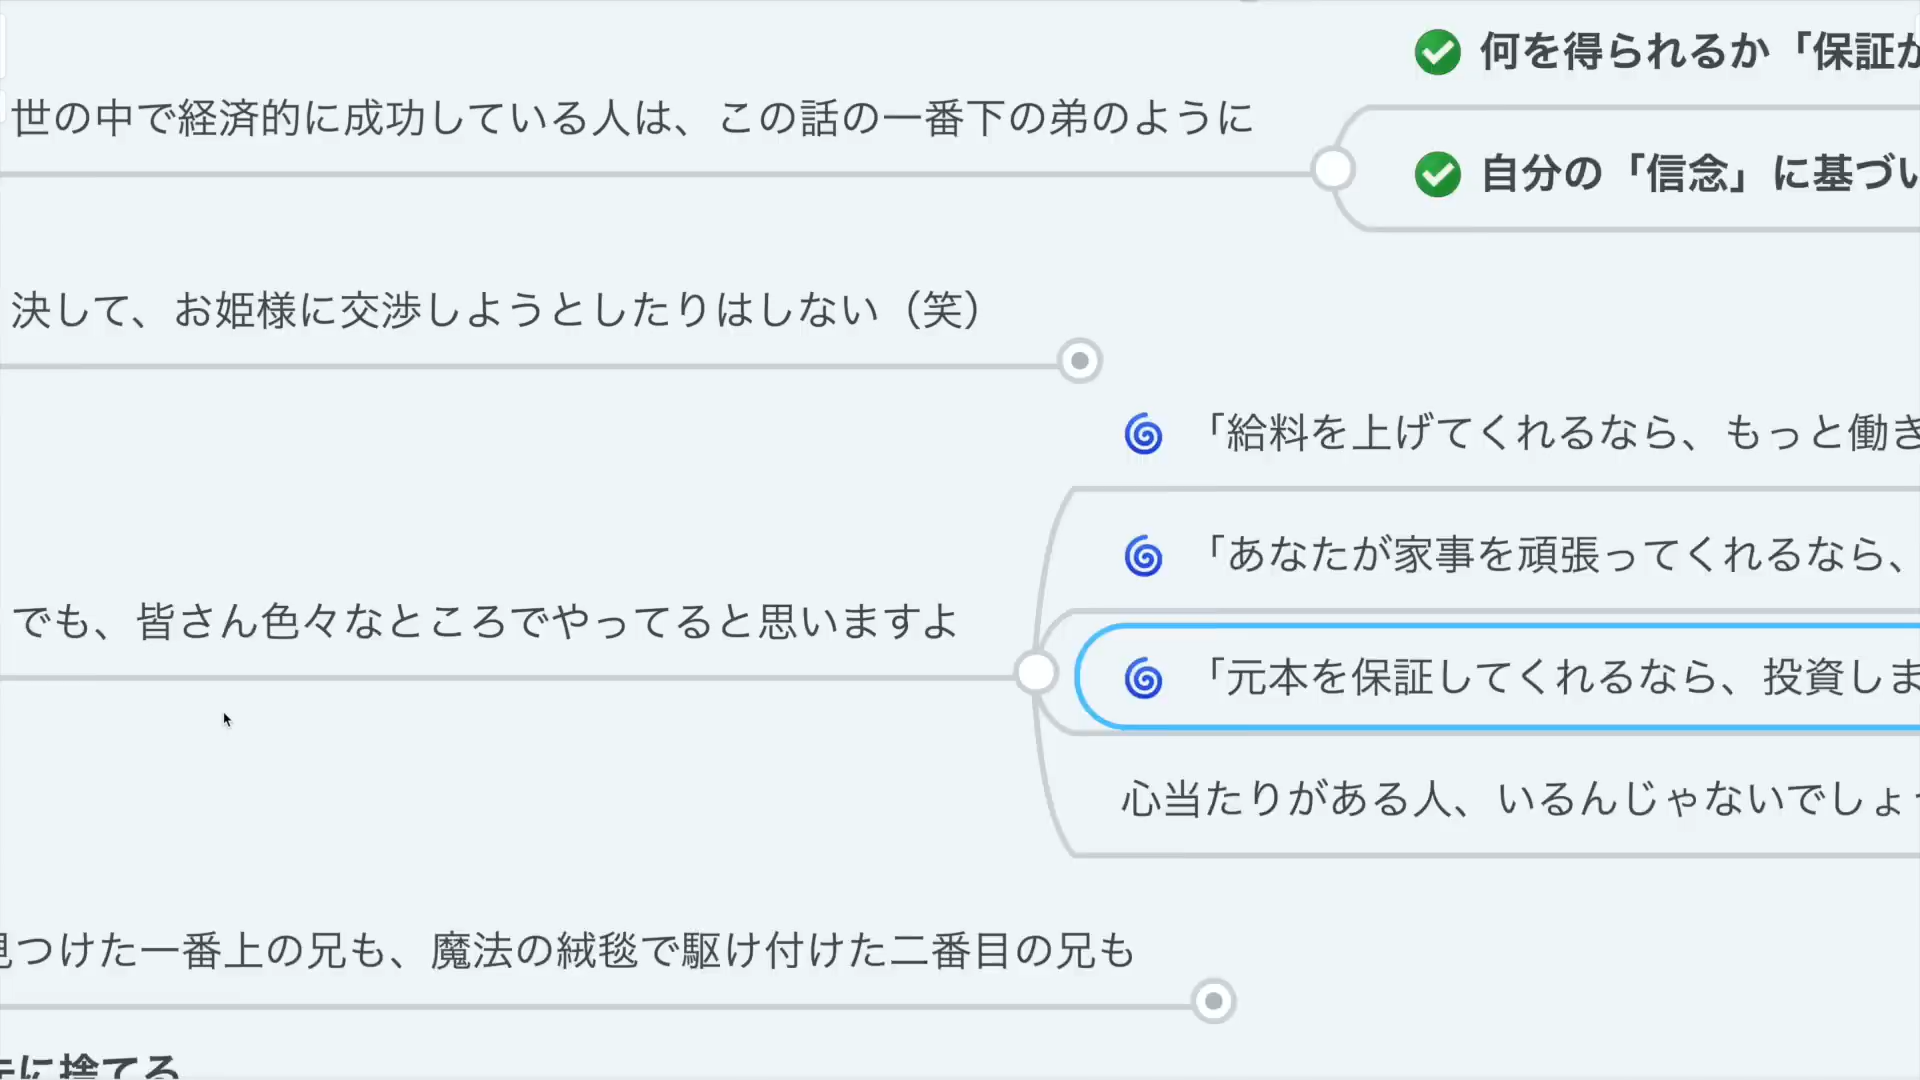 何を得られるか「保証が
世の中で経済的に成功している人は、この話の一番下の弟のように
自分の「信念」に基づい
決して、お姫様に交渉しようとしたりはしない（笑）
「給料を上げてくれるなら、もっと働き
「あなたが家事を頑張ってくれるなら、
でも、皆さん色々なところでやってると思いますよ
「元本を保証してくれるなら、投資しま
心当たりがある人、いるんじゃないでしょ
見つけた一番上の兄も、魔法の絨毯で駆け付けた二番目の兄も
に捨てる